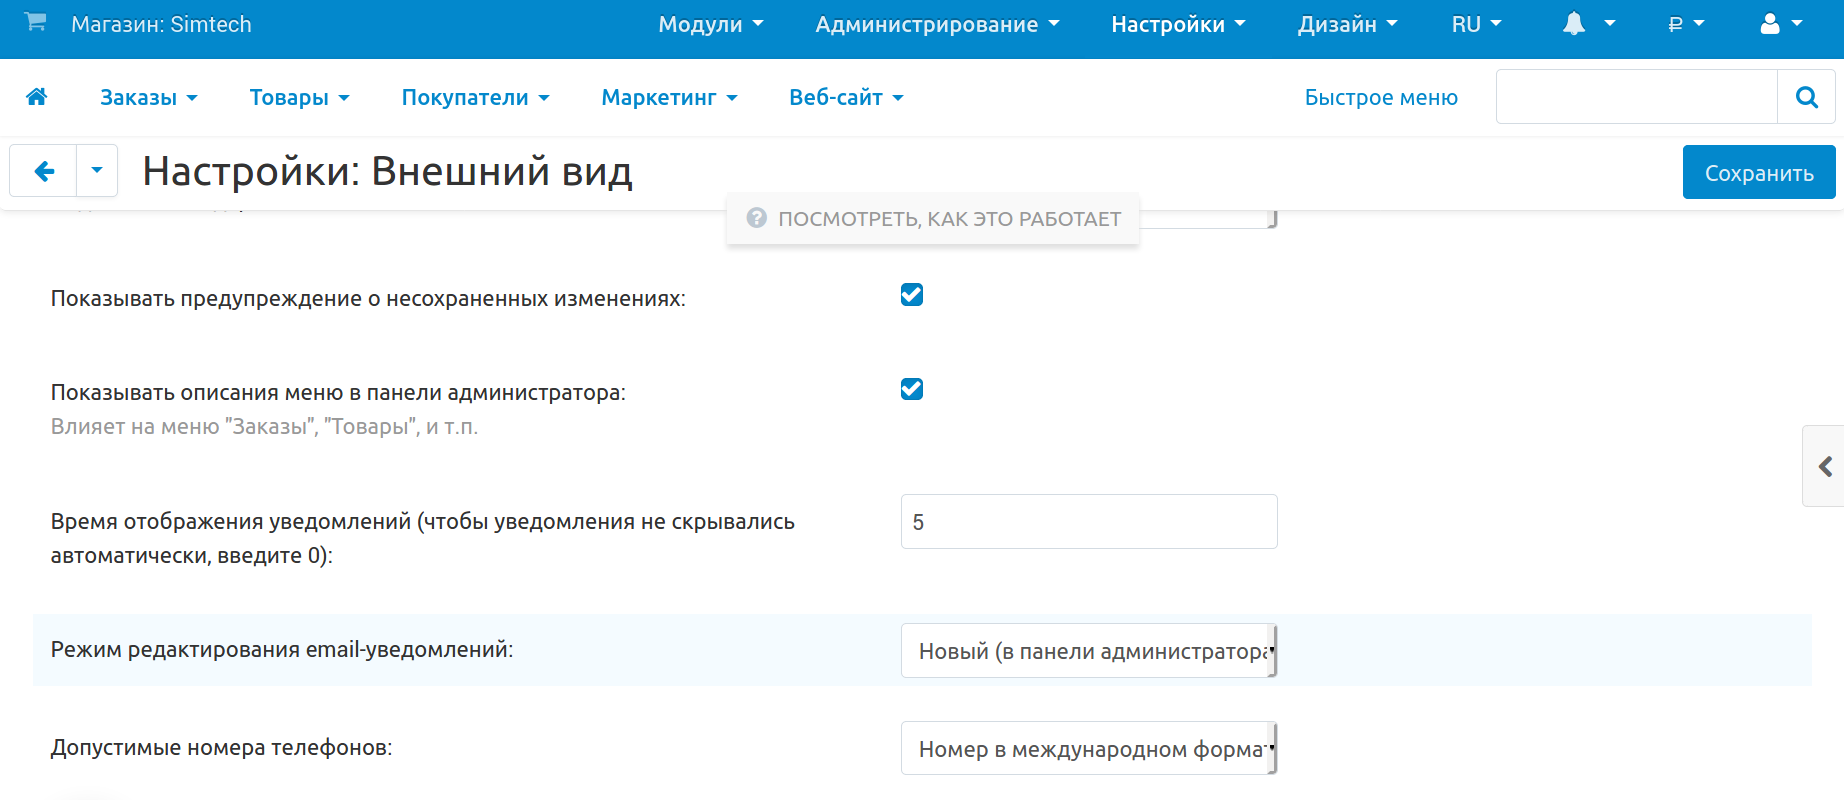 Магазин: Simtech
Модули
Администрирование
Настройки
Дизайн
RU
₽
Заказы
Товары
Покупатели
Маркетинг
Веб-сайт
Быстрое меню
Настройки: Внешний вид
Сохранить
ПОСМОТРЕТЬ, КАК ЭТО РАБОТАЕТ
Показывать предупреждение о несохраненных изменениях:
Показывать описания меню в панели администратора:
Влияет на меню "Заказы", "Товары", и т.п.
Время отображения уведомлений (чтобы уведомления не скрывались
автоматически, введите 0):
5
Режим редактирования email-уведомлений:
Новый (в панели администратора
Допустимые номера телефонов:
Номер в международном формат